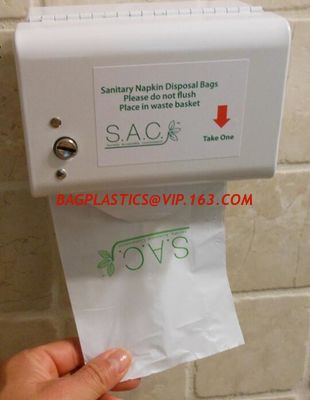 Sanitary Napkin Disposal Bags
Please do not flush
Place in waste basket
S.A.C.
Take One
BAGPLASTICS@VIP.163.COM
S.A.C.